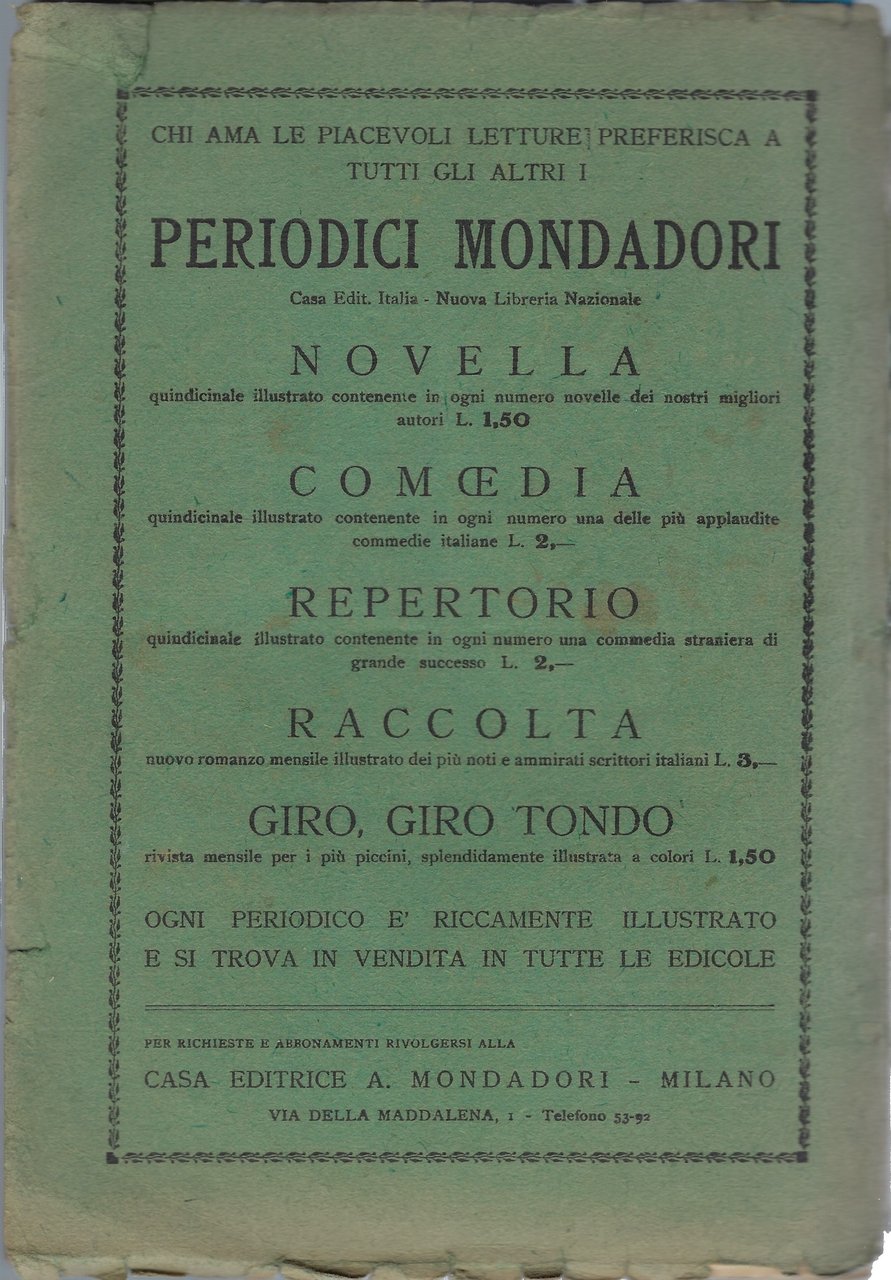 CHI AMA LE PIACEVOLI LETTURE PREFERISCA A
TUTTI GLI ALTRI I
PERIODICI MONDADORI
Casa Edit. Italia - Nuova Libreria Nazionale
NOVELLA
quindicinale illustrato contenente in ogni numero novelle dei nostri migliori
autori L. 1,50
COMŒDIA
quindicinale illustrato contenente in ogni numero una delle più applaudite
commedie italiane L. 2,—
REPERTORIO
quindicinale illustrato contenente in ogni numero una commedia straniera di
grande successo L. 2,—
RACCOLTA
nuovo romanzo mensile illustrato dei più noti e ammirati scrittori italiani L. 3,—
GIRO, GIRO TONDO
rivista mensile per i più piccini, splendidamente illustrata a colori L. 1,50
OGNI PERIODICO E' RICCAMENTE ILLUSTRATO
E SI TROVA IN VENDITA IN TUTTE LE EDICOLE
PER RICHIESTE E ABBONAMENTI RIVOLGERSI ALLA
CASA EDITRICE A. MONDADORI - MILANO
VIA DELLA MADDALENA, 1 - Telefono 53-92